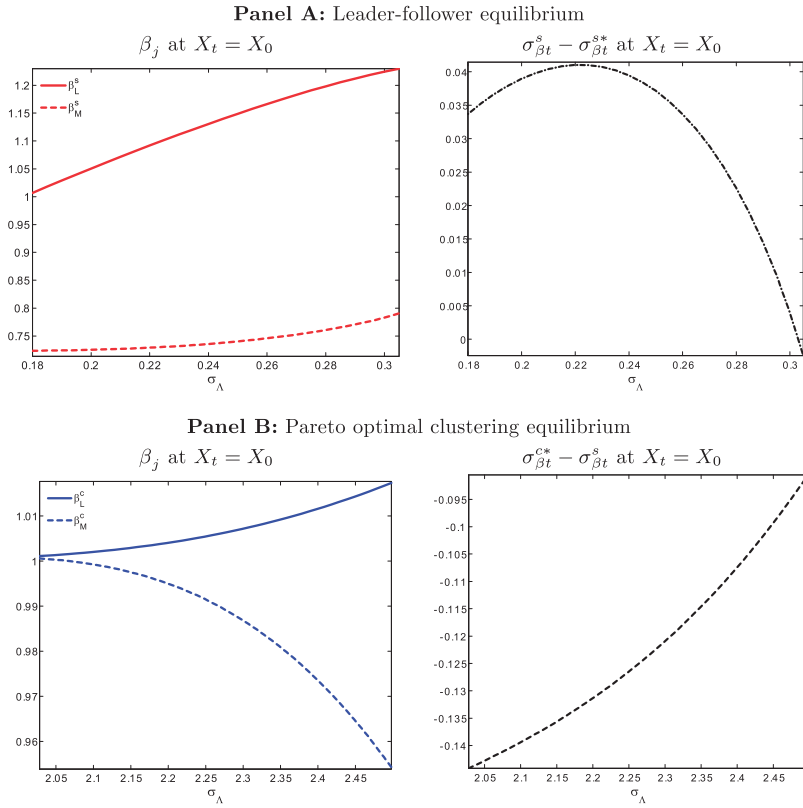 Panel A: Leader-follower equilibrium
β_j at X_t = X_0
σ^s_{βt} − σ^{s*}_{βt} at X_t = X_0
1.2
1.15
1.1
1.05
1
0.95
0.9
0.85
0.8
0.75
β^s_L
β^s_M
0.18 0.2 0.22 0.24 0.26 0.28 0.3
σ_Λ
0.04
0.035
0.03
0.025
0.02
0.015
0.01
0.005
0
0.18 0.2 0.22 0.24 0.26 0.28 0.3
σ_Λ
Panel B: Pareto optimal clustering equilibrium
β_j at X_t = X_0
σ^{c*}_{βt} − σ^s_{βt} at X_t = X_0
1.01
1
0.99
0.98
0.97
0.96
β^c_L
β^c_M
2.05 2.1 2.15 2.2 2.25 2.3 2.35 2.4 2.45
σ_Λ
-0.095
-0.1
-0.105
-0.11
-0.115
-0.12
-0.125
-0.13
-0.135
-0.14
2.05 2.1 2.15 2.2 2.25 2.3 2.35 2.4 2.45
σ_Λ